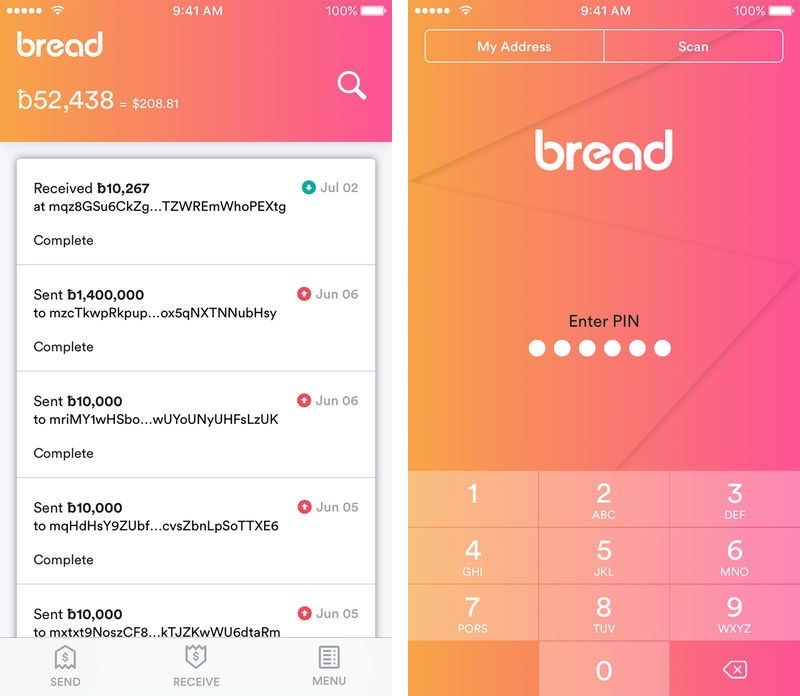 9:41 AM 100%
bread
ƀ52,438 = $208.81
Received ƀ10,267 Jul 02
at mqz8GSu6CkZg...TZWREmWhoPEXtg
Complete
Sent ƀ1,400,000 Jun 06
to mzcTkwpRkpup...ox5qNXTNNubHsy
Complete
Sent ƀ10,000 Jun 06
to mriMY1wHSbo...wUYoUNyUHFsLzUK
Complete
Sent ƀ10,000 Jun 05
to mqHdHsY9ZUbf...cvsZbnLpSoTTXE6
Complete
Sent ƀ10,000 Jun 05
to mxtxt9NoszCF8...kTJZKwWU6dtaRm
SEND RECEIVE MENU
9:41 AM 100%
My Address Scan
bread
Enter PIN
1 2 3
ABC DEF
4 5 6
GHI JKL MNO
7 8 9
PQRS TUV WXYZ
0